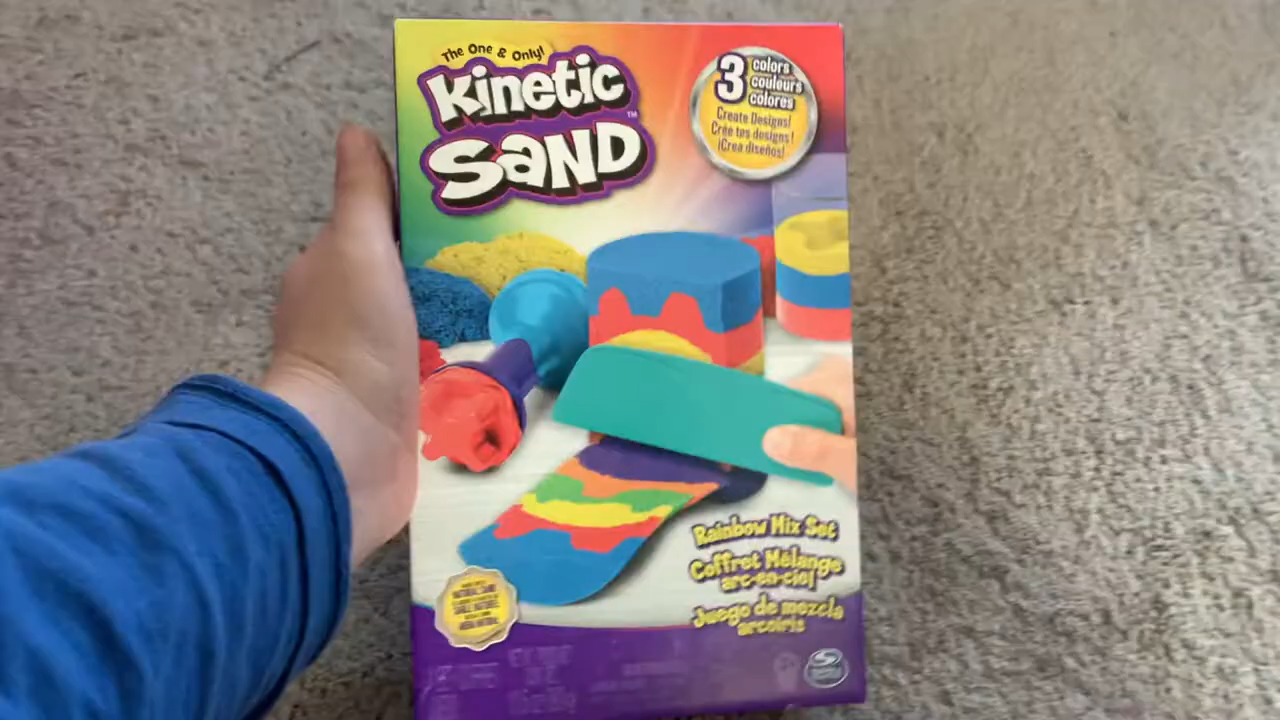 The One & Only!
Kinetic
SAND™
3 colors
couleurs
colores
Create Designs!
Crée tes designs!
¡Crea diseños!
Rainbow Mix Set
Coffret Mélange
arc-en-ciel
Juego de mezcla
arcoíris